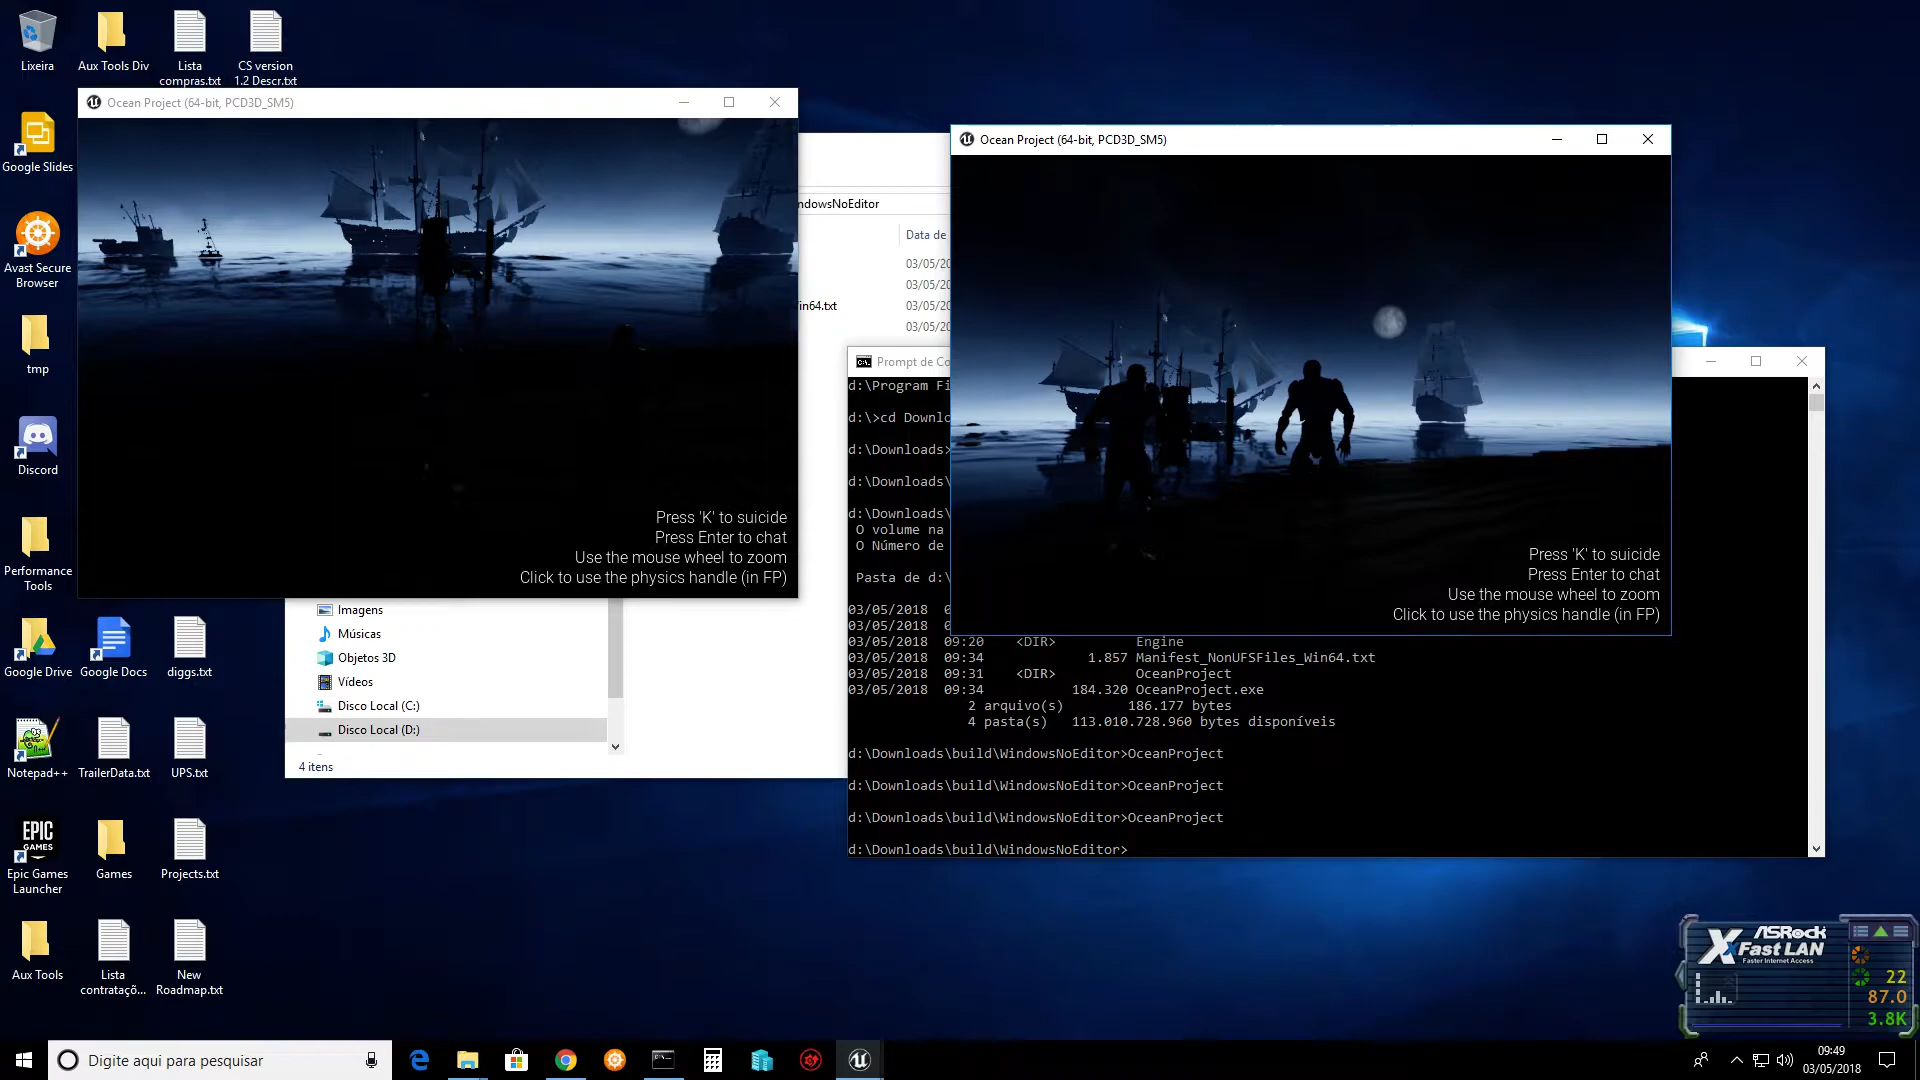 Lixeira
Aux Tools Div
Lista
compras.txt
CS version
1.2 Descr.txt
Google Slides
Avast Secure
Browser
tmp
Discord
Performance
Tools
Google Drive
Google Docs
diggs.txt
Notepad++
TrailerData.txt
UPS.txt
EPIC
GAMES
Epic Games
Launcher
Games
Projects.txt
Aux Tools
Lista
contrataçõ...
New
Roadmap.txt
Ocean Project (64-bit, PCD3D_SM5)
Press 'K' to suicide
Press Enter to chat
Use the mouse wheel to zoom
Click to use the physics handle (in FP)
ndowsNoEditor
Data de
03/05/20
03/05/20
in64.txt 03/05/20
03/05/20
Imagens
Músicas
Objetos 3D
Vídeos
Disco Local (C:)
Disco Local (D:)
4 itens
Ocean Project (64-bit, PCD3D_SM5)
Press 'K' to suicide
Press Enter to chat
Use the mouse wheel to zoom
Click to use the physics handle (in FP)
C:\
Prompt de Co
d:\Program Fi
d:\>cd Downlo
d:\Downloads>
d:\Downloads\
d:\Downloads\
O volume na
O Número de
Pasta de d:\
03/05/2018 0
03/05/2018 0
03/05/2018 09:20 <DIR> Engine
03/05/2018 09:34 1.857 Manifest_NonUFSFiles_Win64.txt
03/05/2018 09:31 <DIR> OceanProject
03/05/2018 09:34 184.320 OceanProject.exe
2 arquivo(s) 186.177 bytes
4 pasta(s) 113.010.728.960 bytes disponíveis
d:\Downloads\build\WindowsNoEditor>OceanProject
d:\Downloads\build\WindowsNoEditor>OceanProject
d:\Downloads\build\WindowsNoEditor>OceanProject
d:\Downloads\build\WindowsNoEditor>
ASRock
XFast LAN
Faster Internet Access
22
87.0
3.8K
Digite aqui para pesquisar
09:49
03/05/2018